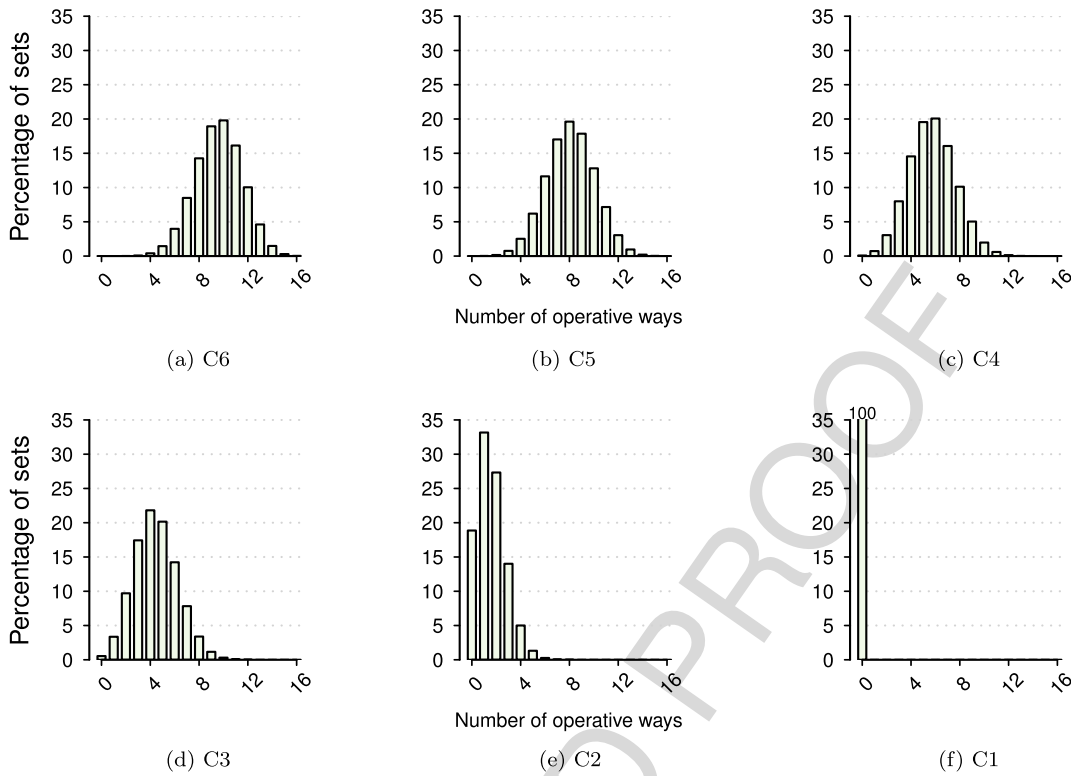 35 35 35
30 30 30
25 25 25
20 20 20
15 15 15
10 10 10
5 5 5
0 0 0
Percentage of sets
0 4 8 12 16 0 4 8 12 16 0 4 8 12 16
Number of operative ways
(a) C6 (b) C5 (c) C4
35 35 35 100
30 30 30
25 25 25
20 20 20
15 15 15
10 10 10
5 5 5
0 0 0
Percentage of sets
0 4 8 12 16 0 4 8 12 16 0 4 8 12 16
Number of operative ways
(d) C3 (e) C2 (f) C1
PROOF